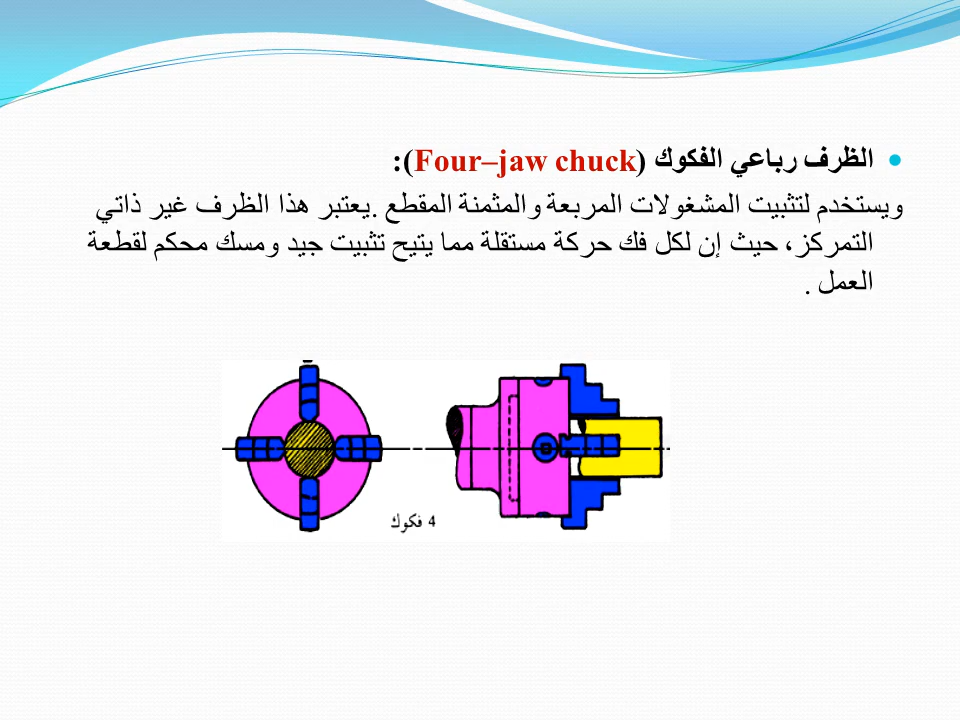 الظرف رباعي الفكوك (Four–jaw chuck):
ويستخدم لتثبيت المشغولات المربعة والمثمنة المقطع .يعتبر هذا الظرف غير ذاتي
التمركز، حيث إن لكل فك حركة مستقلة مما يتيح تثبيت جيد ومسك محكم لقطعة
العمل .
4 فكوك